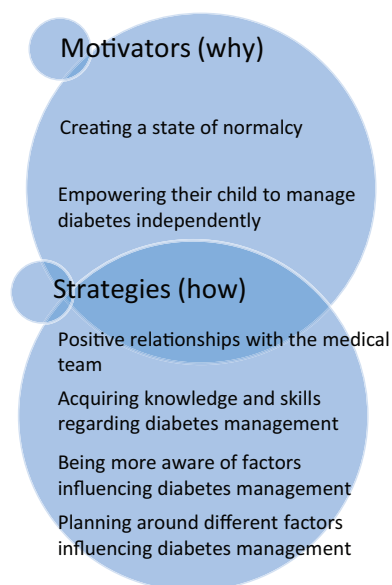 Motivators (why)
Creating a state of normalcy
Empowering their child to manage
diabetes independently
Strategies (how)
Positive relationships with the medical
team
Acquiring knowledge and skills
regarding diabetes management
Being more aware of factors
influencing diabetes management
Planning around different factors
influencing diabetes management